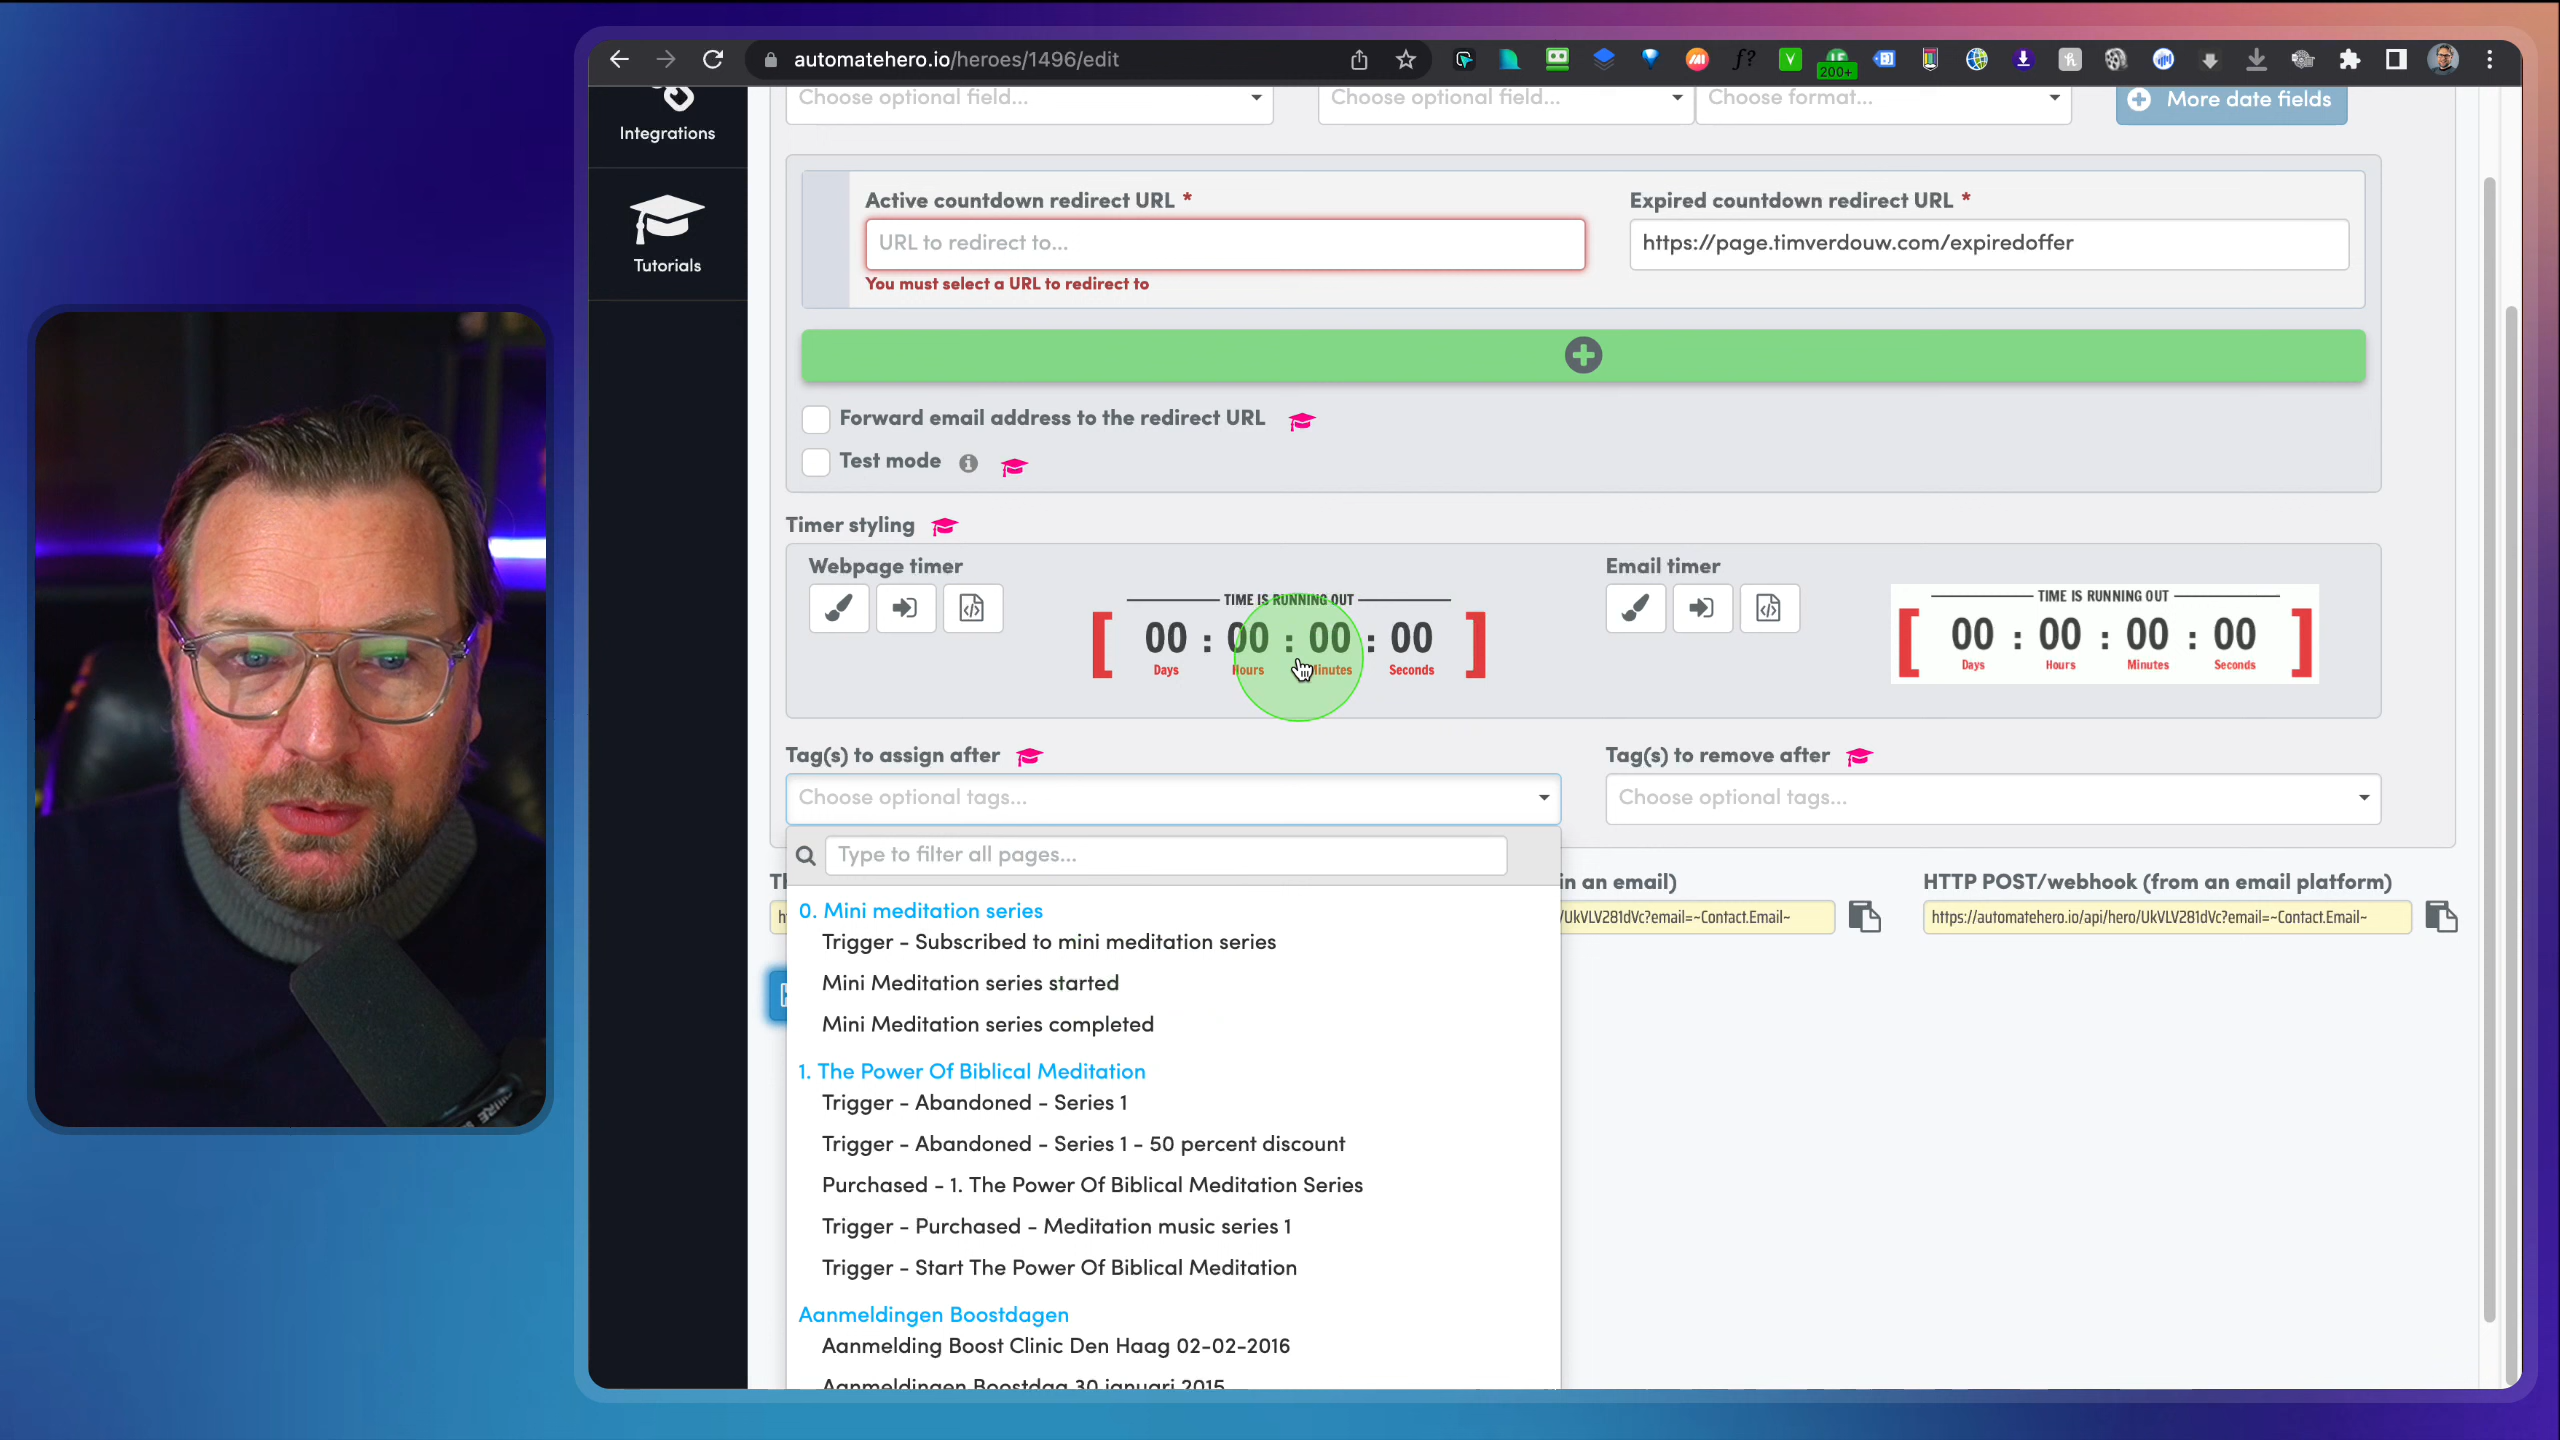 automatehero.io/heroes/1496/edit
200+
Integrations
Tutorials
Choose optional field...
Choose optional field...
Choose format...
More date fields
Active countdown redirect URL *
URL to redirect to...
You must select a URL to redirect to
Expired countdown redirect URL *
https://page.timverdouw.com/expiredoffer
Forward email address to the redirect URL
Test mode
Timer styling
Webpage timer
TIME IS RUNNING OUT
[ 00 : 00 : 00 : 00 ]
Days Hours Minutes Seconds
Email timer
TIME IS RUNNING OUT
[ 00 : 00 : 00 : 00 ]
Days Hours Minutes Seconds
Tag(s) to assign after
Choose optional tags...
Tag(s) to remove after
Choose optional tags...
Type to filter all pages...
0. Mini meditation series
Trigger - Subscribed to mini meditation series
Mini Meditation series started
Mini Meditation series completed
1. The Power Of Biblical Meditation
Trigger - Abandoned - Series 1
Trigger - Abandoned - Series 1 - 50 percent discount
Purchased - 1. The Power Of Biblical Meditation Series
Trigger - Purchased - Meditation music series 1
Trigger - Start The Power Of Biblical Meditation
Aanmeldingen Boostdagen
Aanmelding Boost Clinic Den Haag 02-02-2016
Aanmeldingen Boostdag 30 januari 2015
in an email)
/UkVLV281dVc?email=~Contact.Email~
HTTP POST/webhook (from an email platform)
https://automatehero.io/api/hero/UkVLV281dVc?email=~Contact.Email~